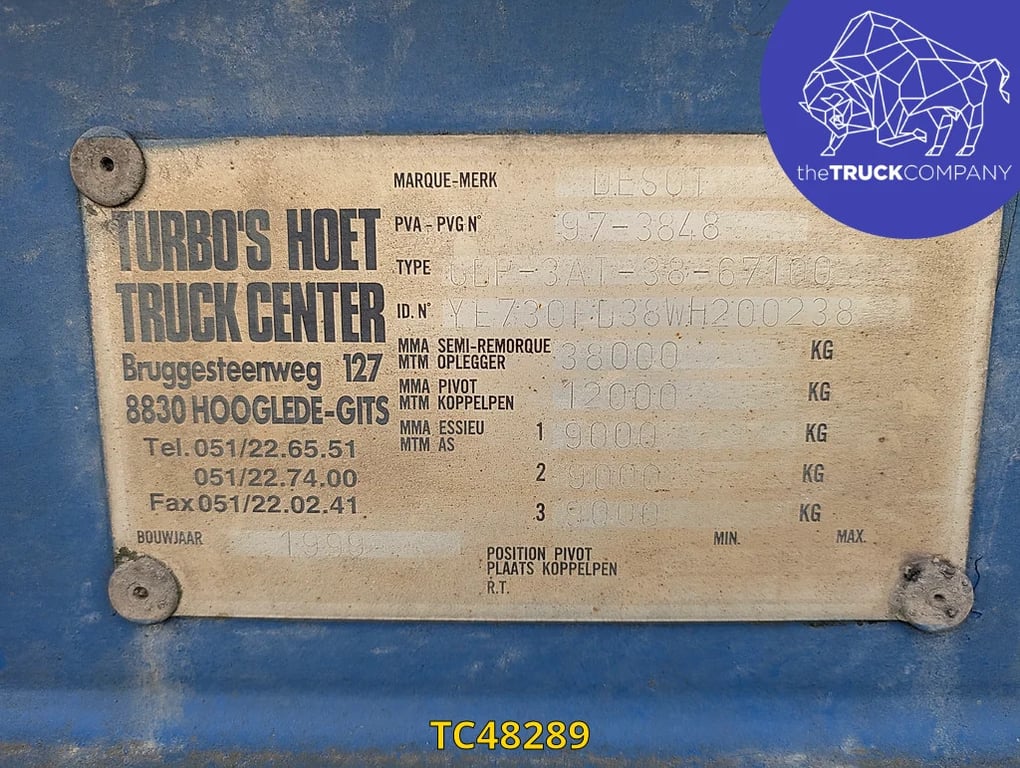 theTRUCKCOMPANY
TURBO'S HOET
TRUCK CENTER
Bruggesteenweg 127
8830 HOOGLEDE-GITS
Tel. 051/22.65.51
051/22.74.00
Fax 051/22.02.41
BOUWJAAR 1999
MARQUE-MERK DESOT
PVA - PVG N° 97-3848
TYPE
ID. N°
MMA SEMI-REMORQUE 38000 KG
MTM OPLEGGER
MMA PIVOT 12000 KG
MTM KOPPELPEN
MMA ESSIEU 1 9000 KG
MTM AS
2 9000 KG
3 9000 KG
MIN. MAX.
POSITION PIVOT
PLAATS KOPPELPEN
R.T.
TC48289